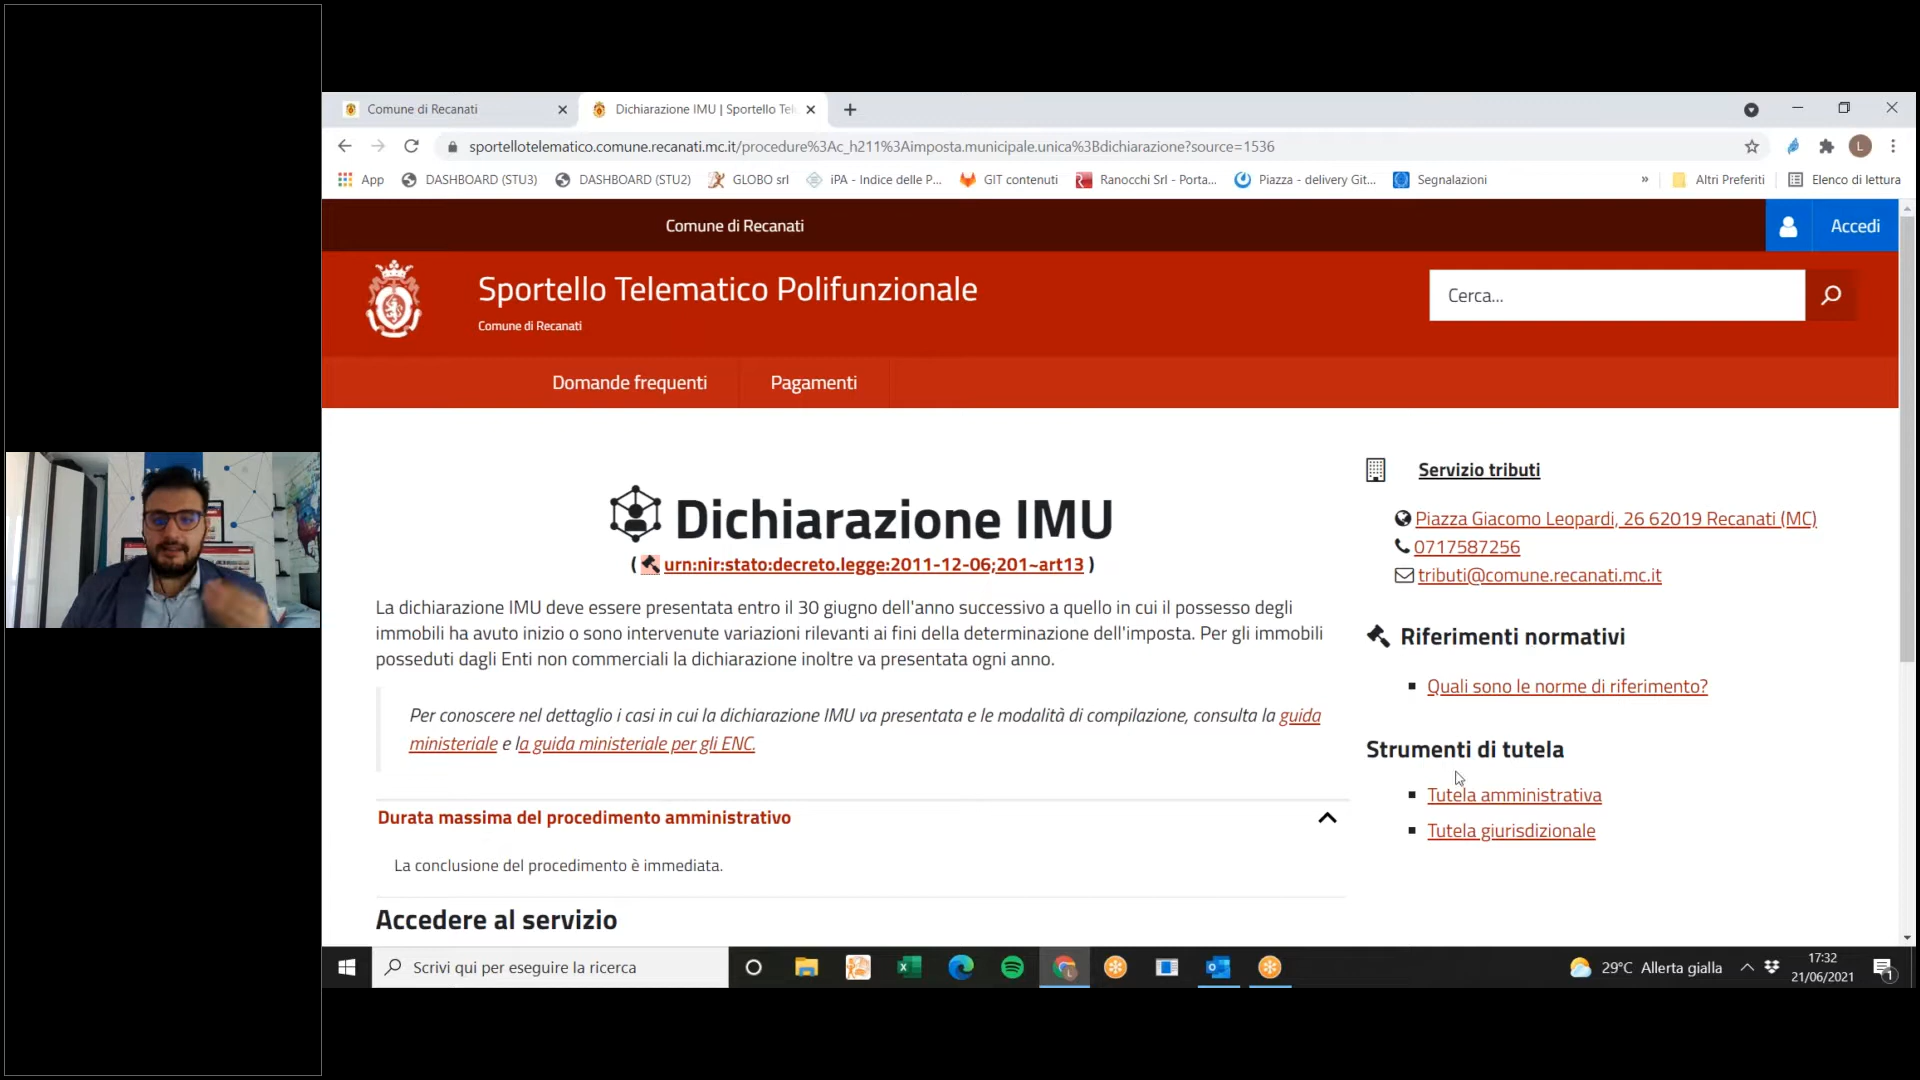 Comune di Recanati
Dichiarazione IMU | Sportello Tel
sportellotelematico.comune.recanati.mc.it/procedure%3Ac_h211%3Aimposta.municipale.unica%3Bdichiarazione?source=1536
L
App
DASHBOARD (STU3)
DASHBOARD (STU2)
GLOBO srl
iPA - Indice delle P...
GIT contenuti
Ranocchi Srl - Porta...
Piazza - delivery Git...
Segnalazioni
»
Altri Preferiti
Elenco di lettura
Comune di Recanati
Accedi
Sportello Telematico Polifunzionale
Comune di Recanati
Cerca...
Domande frequenti
Pagamenti
Dichiarazione IMU
( urn:nir:stato:decreto.legge:2011-12-06;201~art13 )
La dichiarazione IMU deve essere presentata entro il 30 giugno dell'anno successivo a quello in cui il possesso degli
immobili ha avuto inizio o sono intervenute variazioni rilevanti ai fini della determinazione dell'imposta. Per gli immobili
posseduti dagli Enti non commerciali la dichiarazione inoltre va presentata ogni anno.
Per conoscere nel dettaglio i casi in cui la dichiarazione IMU va presentata e le modalità di compilazione, consulta la guida
ministeriale e la guida ministeriale per gli ENC.
Durata massima del procedimento amministrativo
La conclusione del procedimento è immediata.
Accedere al servizio
Servizio tributi
Piazza Giacomo Leopardi, 26 62019 Recanati (MC)
0717587256
tributi@comune.recanati.mc.it
Riferimenti normativi
Quali sono le norme di riferimento?
Strumenti di tutela
Tutela amministrativa
Tutela giurisdizionale
Scrivi qui per eseguire la ricerca
29°C Allerta gialla
17:32
21/06/2021
1